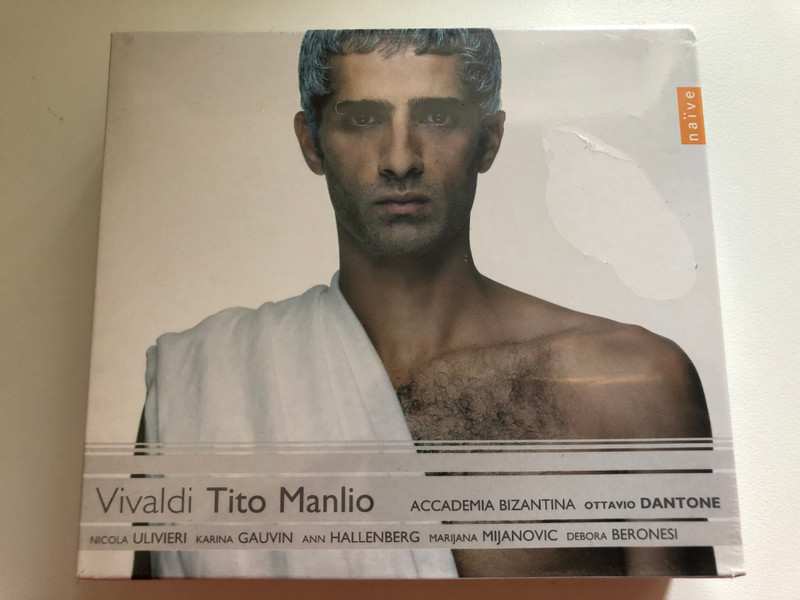 naïve
Vivaldi Tito Manlio ACCADEMIA BIZANTINA OTTAVIO DANTONE
NICOLA ULIVIERI KARINA GAUVIN ANN HALLENBERG MARIJANA MIJANOVIC DEBORA BERONESI